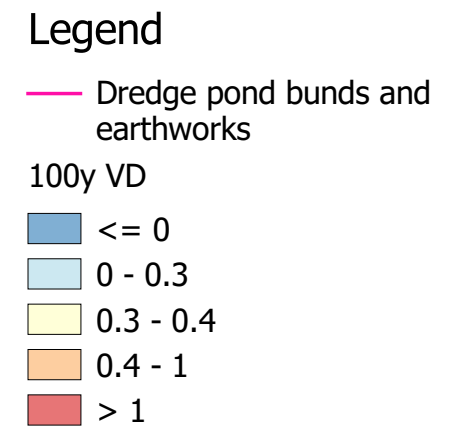 Legend
Dredge pond bunds and
earthworks
100y VD
<= 0
0 - 0.3
0.3 - 0.4
0.4 - 1
> 1